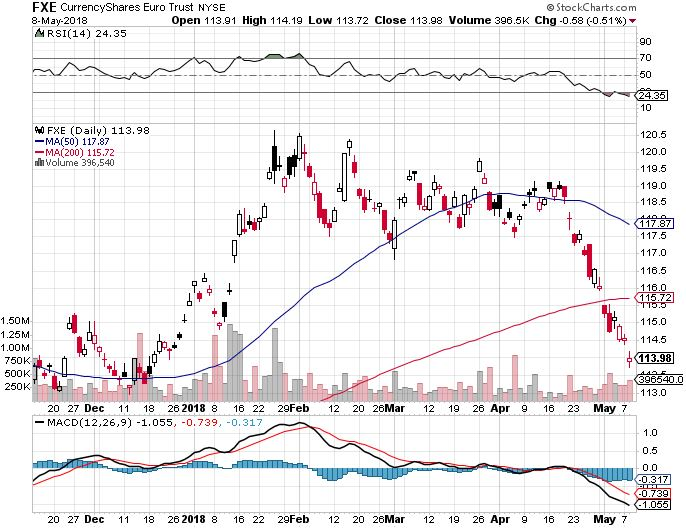 FXE CurrencyShares Euro Trust NYSE © StockCharts.com
8-May-2018 Open 113.91 High 114.19 Low 113.72 Close 113.98 Volume 396.5K Chg -0.58 (-0.51%)
RSI(14) 24.35
90
70
50
30
24.35
10
FXE (Daily) 113.98
MA(50) 117.87
MA(200) 115.72
Volume 396,540
120.5
120.0
119.5
119.0
118.5
118.0
117.87
117.5
117.0
116.5
116.0
115.72
115.5
115.0
114.5
113.98
113.0
396540.0
1.50M
1.25M
1.00M
750K
500K
250K
20 27 Dec 11 18 26 2018 8 16 22 29 Feb 12 20 26 Mar 12 19 26 Apr 9 16 23 May 7
MACD(12,26,9) -1.055, -0.739, -0.317
1.0
0.5
0.0
-0.317
-0.739
-1.055
20 27 Dec 11 18 26 2018 8 16 22 29 Feb 12 20 26 Mar 12 19 26 Apr 9 16 23 May 7